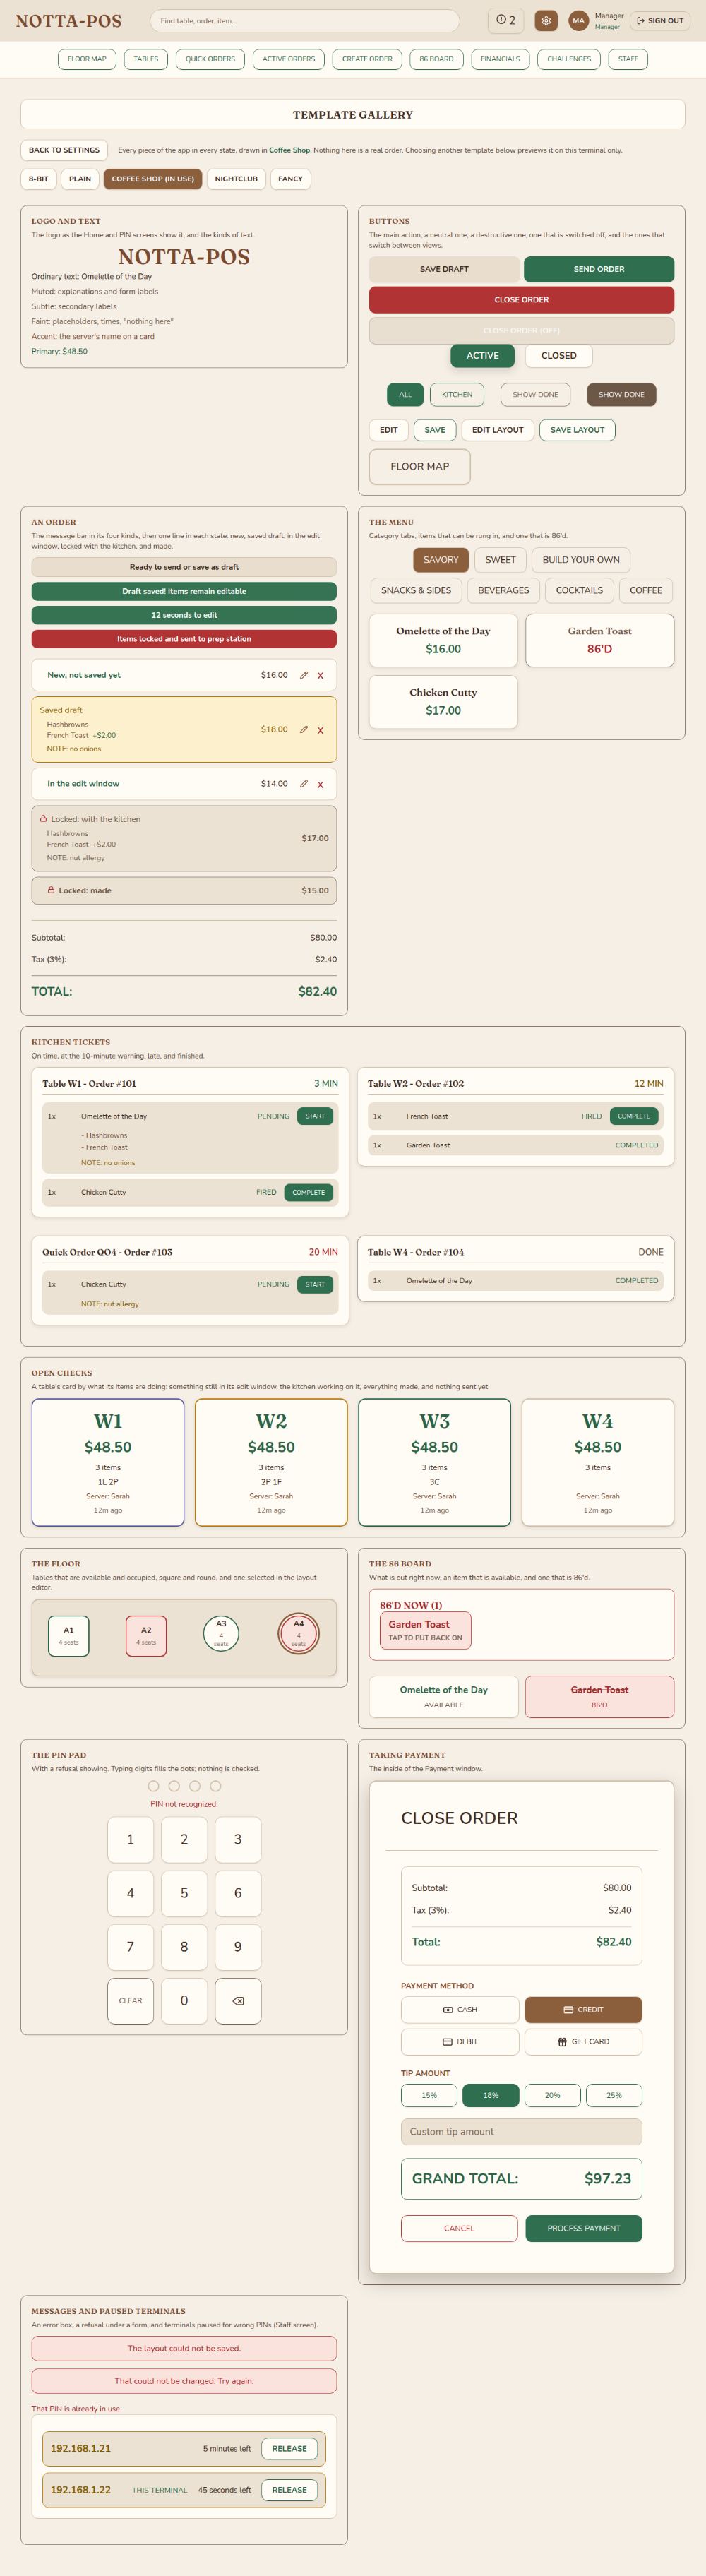 NOTTA-POS
Find table, order, item...
2
MA
Manager
Manager
SIGN OUT
FLOOR MAP
TABLES
QUICK ORDERS
ACTIVE ORDERS
CREATE ORDER
86 BOARD
FINANCIALS
CHALLENGES
STAFF
TEMPLATE GALLERY
BACK TO SETTINGS
Every piece of the app in every state, drawn in Coffee Shop. Nothing here is a real order. Choosing another template below previews it on this terminal only.
8-BIT
PLAIN
COFFEE SHOP (IN USE)
NIGHTCLUB
FANCY
LOGO AND TEXT
The logo as the Home and PIN screens show it, and the kinds of text.
NOTTA-POS
Ordinary text: Omelette of the Day
Muted: explanations and form labels
Subtle: secondary labels
Faint: placeholders, times, "nothing here"
Accent: the server's name on a card
Primary: $48.50
BUTTONS
The main action, a neutral one, a destructive one, one that is switched off, and the ones that
switch between views.
SAVE DRAFT
SEND ORDER
CLOSE ORDER
CLOSE ORDER (OFF)
ACTIVE
CLOSED
ALL
KITCHEN
SHOW DONE
SHOW DONE
EDIT
SAVE
EDIT LAYOUT
SAVE LAYOUT
FLOOR MAP
AN ORDER
The message bar in its four kinds, then one line in each state: new, saved draft, in the edit
window, locked with the kitchen, and made.
Ready to send or save as draft
Draft saved! Items remain editable
12 seconds to edit
Items locked and sent to prep station
New, not saved yet
$16.00
X
Saved draft
Hashbrowns
French Toast +$2.00
NOTE: no onions
$18.00
X
In the edit window
$14.00
X
Locked: with the kitchen
Hashbrowns
French Toast +$2.00
NOTE: nut allergy
$17.00
Locked: made
$15.00
Subtotal:
$80.00
Tax (3%):
$2.40
TOTAL:
$82.40
THE MENU
Category tabs, items that can be rung in, and one that is 86'd.
SAVORY
SWEET
BUILD YOUR OWN
SNACKS & SIDES
BEVERAGES
COCKTAILS
COFFEE
Omelette of the Day
$16.00
Garden Toast
86'D
Chicken Cutty
$17.00
KITCHEN TICKETS
On time, at the 10-minute warning, late, and finished.
Table W1 - Order #101
3 MIN
1x
Omelette of the Day
PENDING
START
- Hashbrowns
- French Toast
NOTE: no onions
1x
Chicken Cutty
FIRED
COMPLETE
Table W2 - Order #102
12 MIN
1x
French Toast
FIRED
COMPLETE
1x
Garden Toast
COMPLETED
Quick Order QO4 - Order #103
20 MIN
1x
Chicken Cutty
PENDING
START
NOTE: nut allergy
Table W4 - Order #104
DONE
1x
Omelette of the Day
COMPLETED
OPEN CHECKS
A table's card by what its items are doing: something still in its edit window, the kitchen working on it, everything made, and nothing sent yet.
W1
$48.50
3 items
1L 2P
Server: Sarah
12m ago
W2
$48.50
3 items
2P 1F
Server: Sarah
12m ago
W3
$48.50
3 items
3C
Server: Sarah
12m ago
W4
$48.50
3 items
Server: Sarah
12m ago
THE FLOOR
Tables that are available and occupied, square and round, and one selected in the layout
editor.
A1
4 seats
A2
4 seats
A3
4
seats
A4
4
seats
THE 86 BOARD
What is out right now, an item that is available, and one that is 86'd.
86'D NOW (1)
Garden Toast
TAP TO PUT BACK ON
Omelette of the Day
AVAILABLE
Garden Toast
86'D
THE PIN PAD
With a refusal showing. Typing digits fills the dots; nothing is checked.
PIN not recognized.
1
2
3
4
5
6
7
8
9
CLEAR
0
TAKING PAYMENT
The inside of the Payment window.
CLOSE ORDER
Subtotal:
$80.00
Tax (3%):
$2.40
Total:
$82.40
PAYMENT METHOD
CASH
CREDIT
DEBIT
GIFT CARD
TIP AMOUNT
15%
18%
20%
25%
Custom tip amount
GRAND TOTAL:
$97.23
CANCEL
PROCESS PAYMENT
MESSAGES AND PAUSED TERMINALS
An error box, a refusal under a form, and terminals paused for wrong PINs (Staff screen).
The layout could not be saved.
That could not be changed. Try again.
That PIN is already in use.
192.168.1.21
5 minutes left
RELEASE
192.168.1.22
THIS TERMINAL
45 seconds left
RELEASE